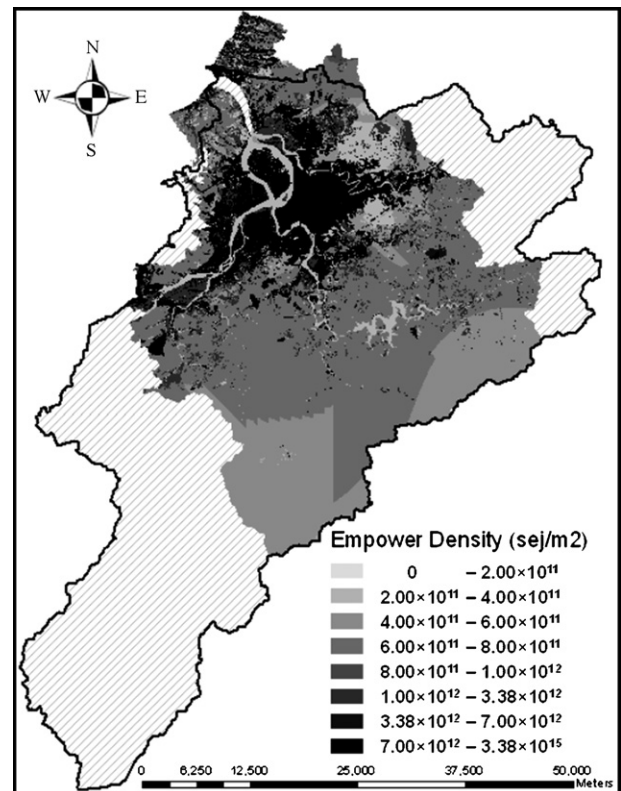 N
W E
S
Empower Density (sej/m2)
0 – 2.00×10¹¹
2.00×10¹¹ – 4.00×10¹¹
4.00×10¹¹ – 6.00×10¹¹
6.00×10¹¹ – 8.00×10¹¹
8.00×10¹¹ – 1.00×10¹²
1.00×10¹² – 3.38×10¹²
3.38×10¹² – 7.00×10¹²
7.00×10¹² – 3.38×10¹⁵
0 6,250 12,500 25,000 37,500 50,000
Meters